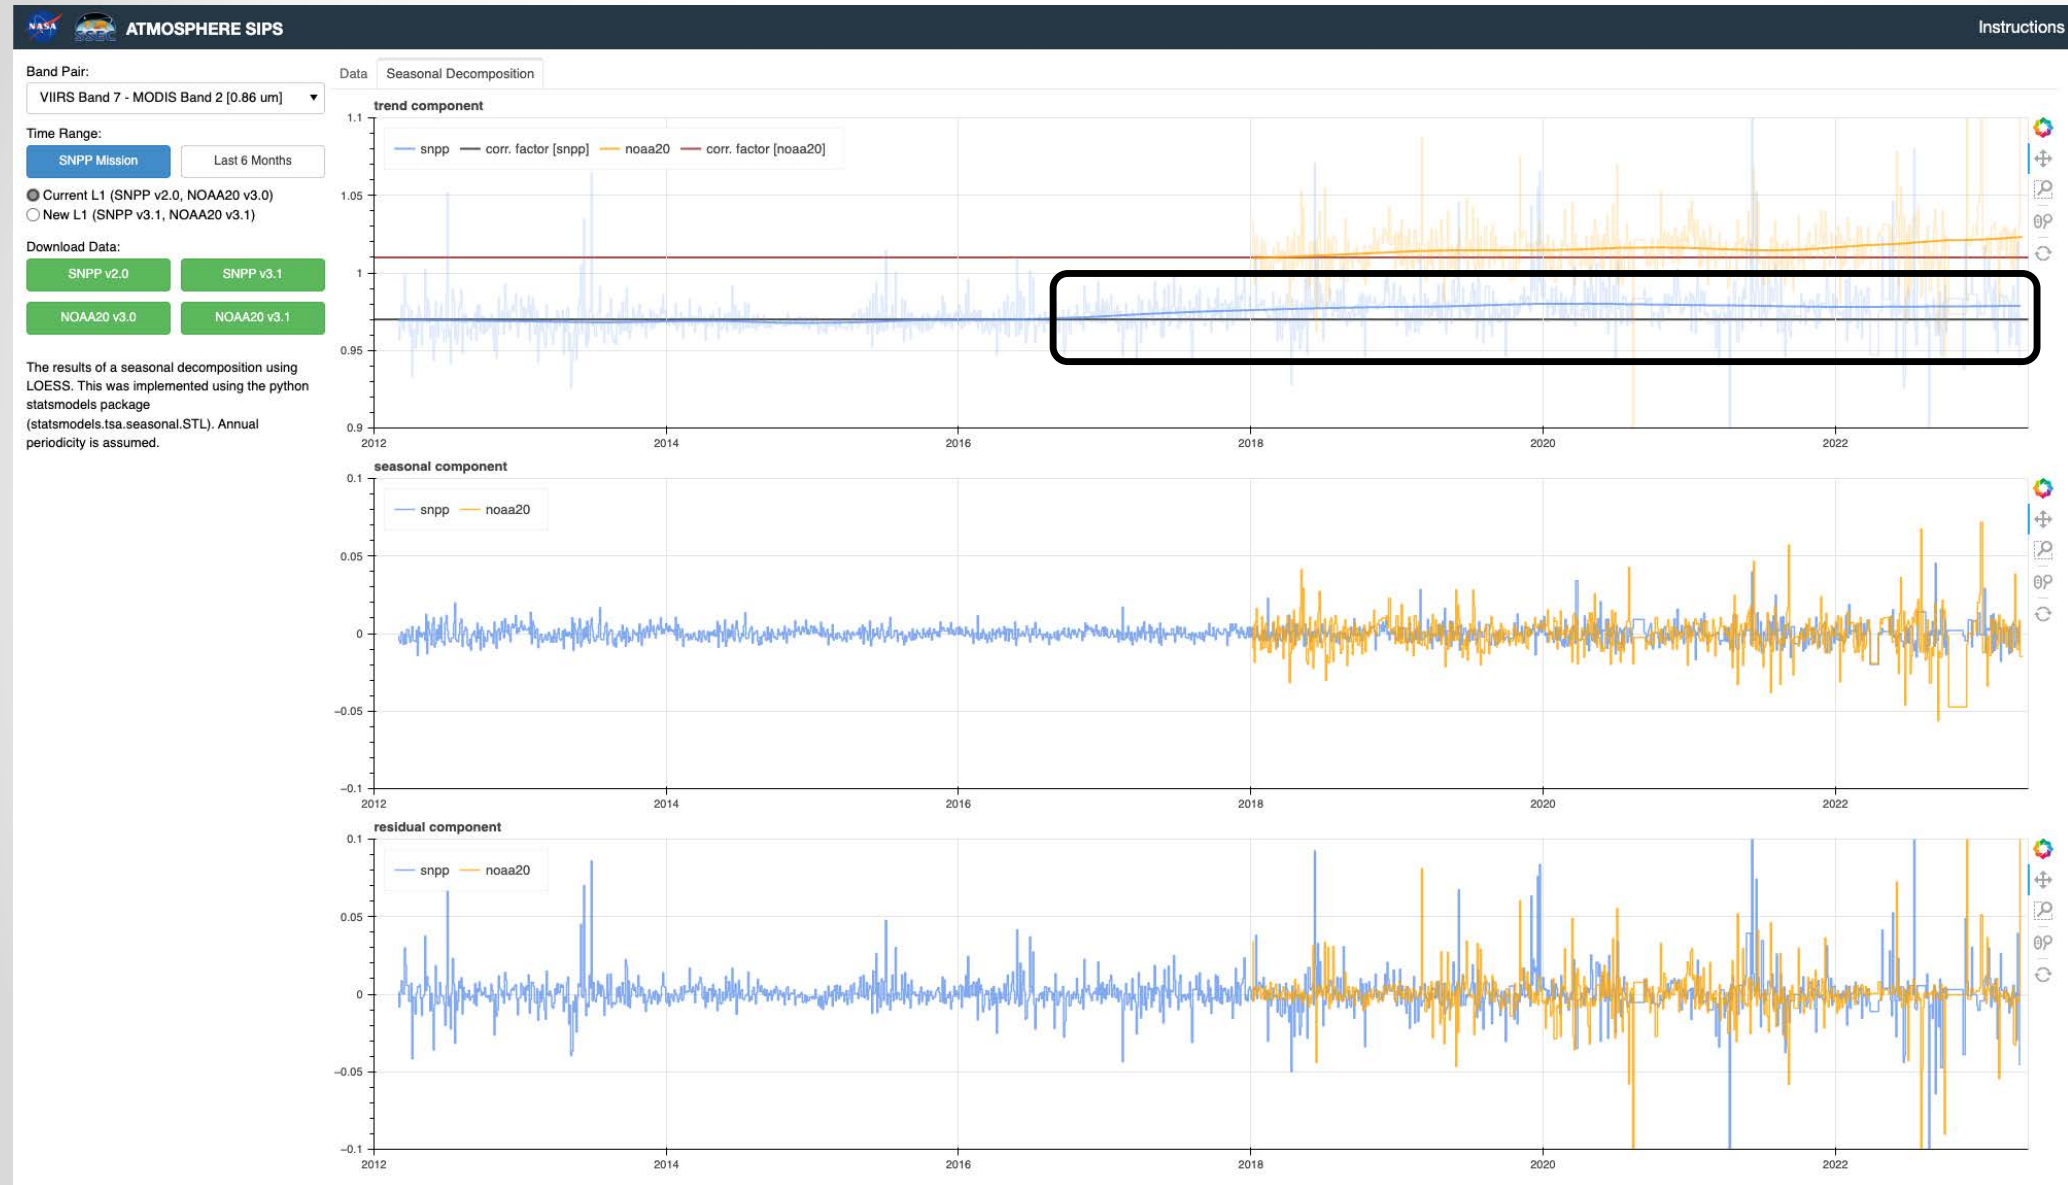 NASA
SSEC
ATMOSPHERE SIPS
Instructions
Band Pair:
VIIRS Band 7 - MODIS Band 2 [0.86 um]
Time Range:
SNPP Mission
Last 6 Months
Current L1 (SNPP v2.0, NOAA20 v3.0)
New L1 (SNPP v3.1, NOAA20 v3.1)
Download Data:
SNPP v2.0
SNPP v3.1
NOAA20 v3.0
NOAA20 v3.1
The results of a seasonal decomposition using
LOESS. This was implemented using the python
statsmodels package
(statsmodels.tsa.seasonal.STL). Annual
periodicity is assumed.
Data
Seasonal Decomposition
trend component
snpp
corr. factor [snpp]
noaa20
corr. factor [noaa20]
1.1
1.05
1
0.95
0.9
2012
2014
2016
2018
2020
2022
seasonal component
snpp
noaa20
0.1
0.05
0
−0.05
−0.1
2012
2014
2016
2018
2020
2022
residual component
snpp
noaa20
0.1
0.05
0
−0.05
−0.1
2012
2014
2016
2018
2020
2022